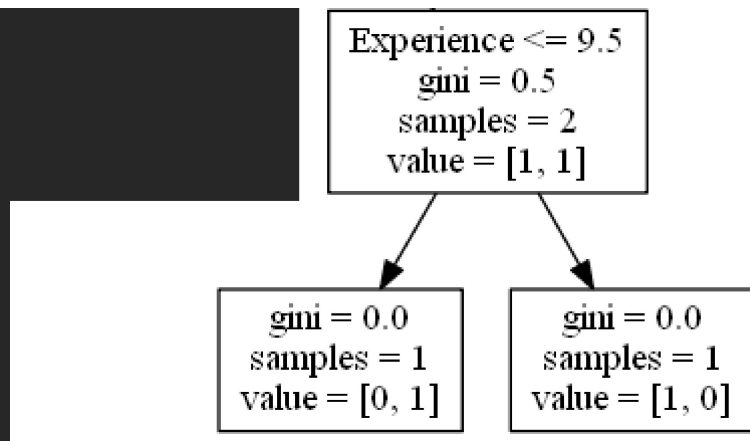 Experience <= 9.5
gini = 0.5
samples = 2
value = [1, 1]
gini = 0.0
samples = 1
value = [0, 1]
gini = 0.0
samples = 1
value = [1, 0]